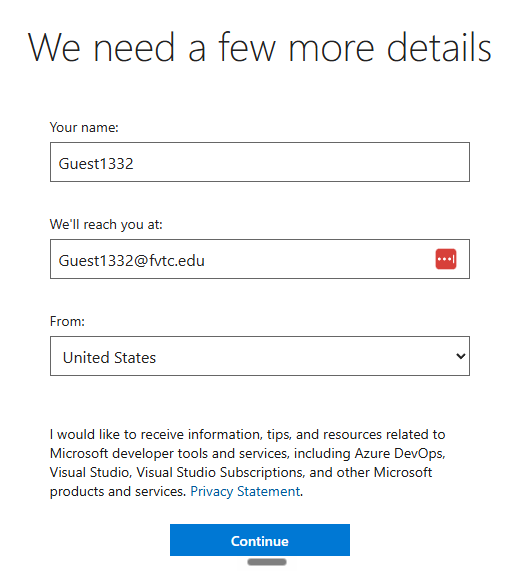 We need a few more details
Your name:
Guest1332
We'll reach you at:
Guest1332@fvtc.edu
From:
United States
I would like to receive information, tips, and resources related to
Microsoft developer tools and services, including Azure DevOps,
Visual Studio, Visual Studio Subscriptions, and other Microsoft
products and services. Privacy Statement.
Continue